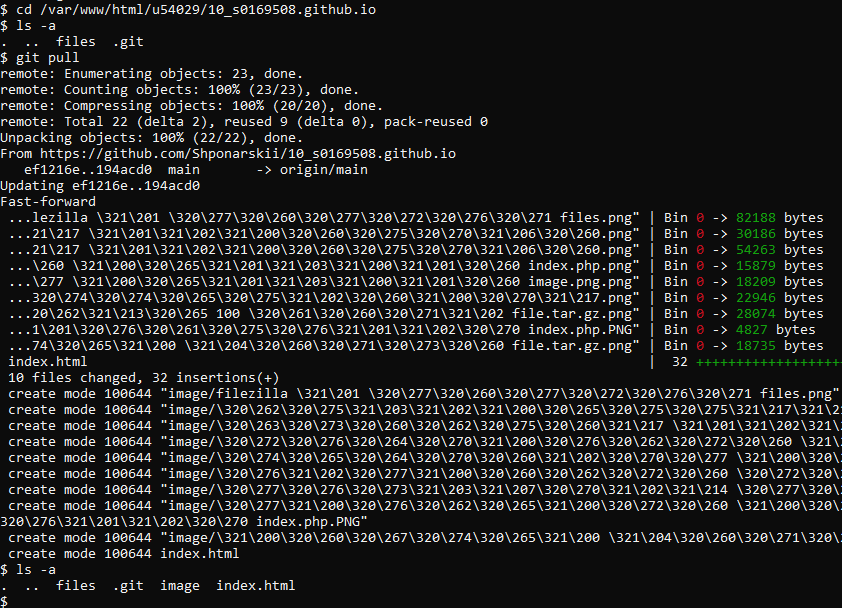 $ cd /var/www/html/u54029/10_s0169508.github.io
$ ls -a
.  ..  files  .git
$ git pull
remote: Enumerating objects: 23, done.
remote: Counting objects: 100% (23/23), done.
remote: Compressing objects: 100% (20/20), done.
remote: Total 22 (delta 2), reused 9 (delta 0), pack-reused 0
Unpacking objects: 100% (22/22), done.
From https://github.com/Shponarskii/10_s0169508.github.io
   ef1216e..194acd0  main       -> origin/main
Updating ef1216e..194acd0
Fast-forward
 ...lezilla \321\201 \320\277\320\260\320\277\320\272\320\276\320\271 files.png" | Bin 0 -> 82188 bytes
 ...21\217 \321\201\321\202\321\200\320\260\320\275\320\270\321\206\320\260.png" | Bin 0 -> 30186 bytes
 ...21\217 \321\201\321\202\321\200\320\260\320\275\320\270\321\206\320\260.png" | Bin 0 -> 54263 bytes
 ...\260 \321\200\320\265\321\201\321\203\321\200\321\201\320\260 index.php.png" | Bin 0 -> 15879 bytes
 ...\277 \321\200\320\265\321\201\321\203\321\200\321\201\320\260 image.png.png" | Bin 0 -> 18209 bytes
 ...320\274\320\274\320\265\320\275\321\202\320\260\321\200\320\270\321\217.png" | Bin 0 -> 22946 bytes
 ...20\262\321\213\320\265 100 \320\261\320\260\320\271\321\202 file.tar.gz.png" | Bin 0 -> 28074 bytes
 ...1\201\320\276\320\261\320\275\320\276\321\201\321\202\320\270 index.php.PNG" | Bin 0 -> 4827 bytes
 ...74\320\265\321\200 \321\204\320\260\320\271\320\273\320\260 file.tar.gz.png" | Bin 0 -> 18735 bytes
 index.html                                                                      |  32 ++++++++++++++++++
 10 files changed, 32 insertions(+)
 create mode 100644 "image/filezilla \321\201 \320\277\320\260\320\277\320\272\320\276\320\271 files.png"
 create mode 100644 "image/\320\262\320\275\321\203\321\202\321\200\320\265\320\275\320\275\321\217\321\2
 create mode 100644 "image/\320\263\320\273\320\260\320\262\320\275\320\260\321\217 \321\201\321\202\321\
 create mode 100644 "image/\320\272\320\276\320\264\320\270\321\200\320\276\320\262\320\272\320\260 \321\
 create mode 100644 "image/\320\274\320\265\320\264\320\270\320\260\321\202\320\270\320\277 \321\200\320\
 create mode 100644 "image/\320\276\321\202\320\277\321\200\320\260\320\262\320\272\320\260 \320\272\320\
 create mode 100644 "image/\320\277\320\276\320\273\321\203\321\207\320\270\321\202\321\214 \320\277\320\
 create mode 100644 "image/\320\277\321\200\320\276\320\262\320\265\321\200\320\272\320\260 \321\200\320\
320\276\321\201\321\202\320\270 index.php.PNG"
 create mode 100644 "image/\321\200\320\260\320\267\320\274\320\265\321\200 \321\204\320\260\320\271\320\
 create mode 100644 index.html
$ ls -a
.  ..  files  .git  image  index.html
$